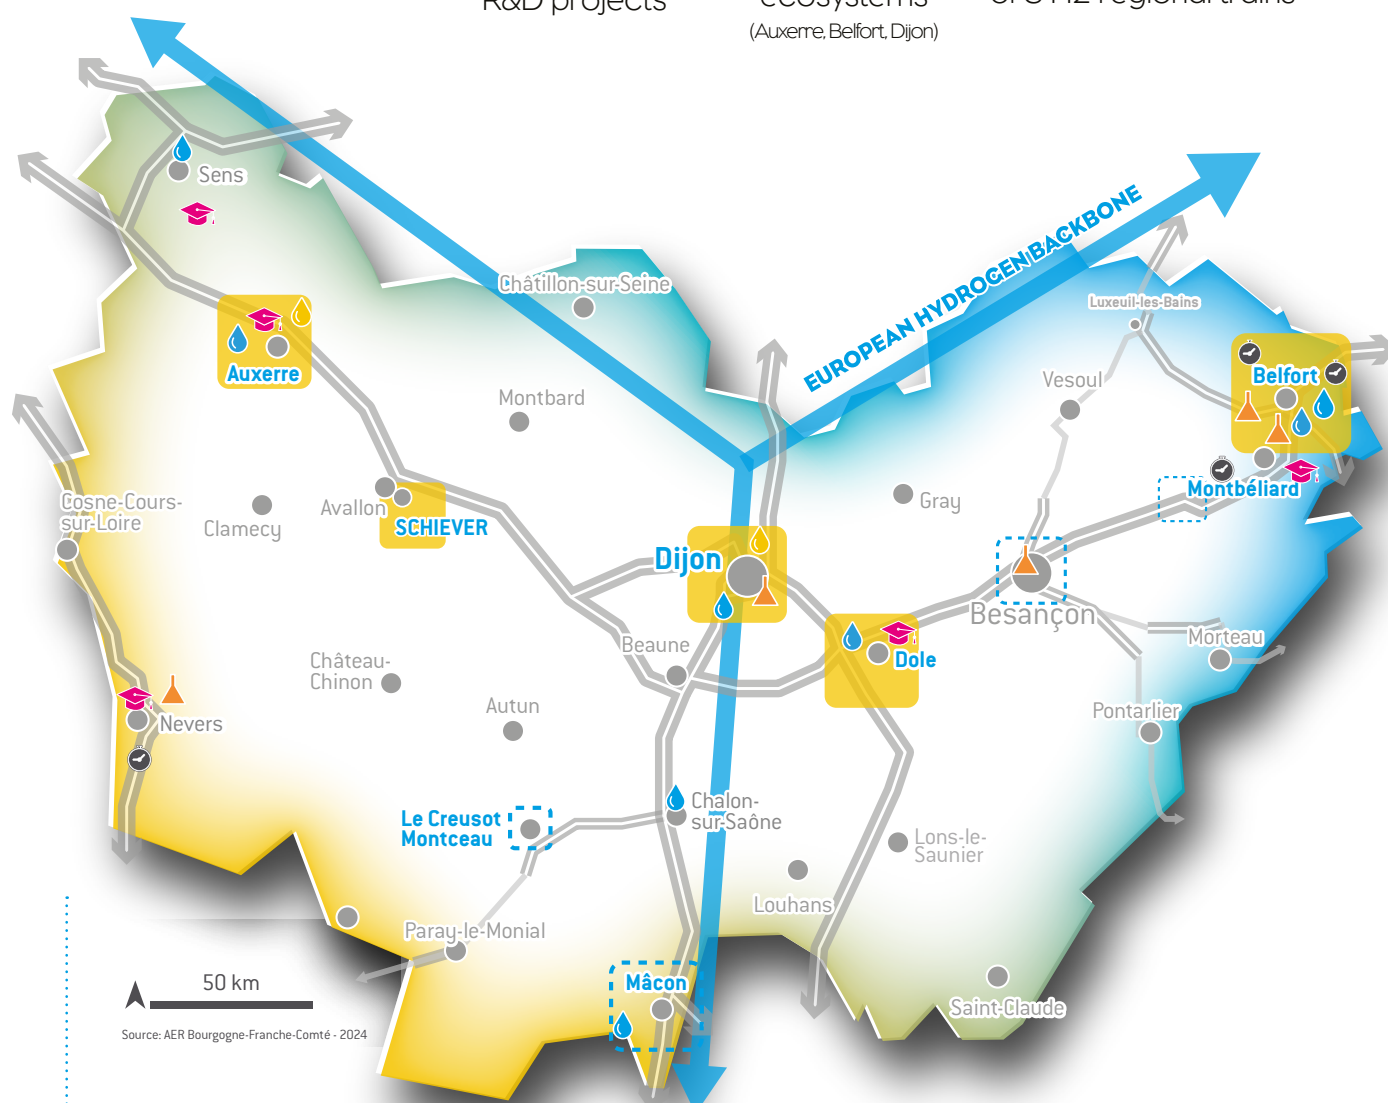 R&D projects
ecosystems
(Auxerre, Belfort, Dijon)
of 3 H2 regional trains
EUROPEAN HYDROGEN BACKBONE
Sens
Châtillon-sur-Seine
Luxeuil-les-Bains
Auxerre
Belfort
Vesoul
Montbard
Montbéliard
Gray
Avallon
SCHIEVER
Cosne-Cours-
sur-Loire
Clamecy
Dijon
Besançon
Morteau
Beaune
Dole
Château-
Chinon
Nevers
Autun
Pontarlier
Chalon-
sur-Saône
Le Creusot
Montceau
Lons-le-
Saunier
Louhans
Paray-le-Monial
Mâcon
Saint-Claude
50 km
Source: AER Bourgogne-Franche-Comté - 2024